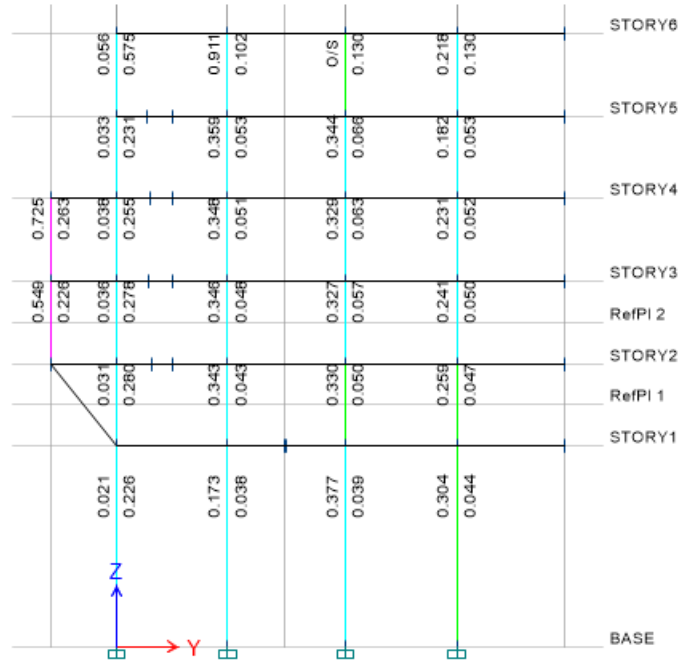 STORY6
0.056 0.575 0.911 0.102 O/S 0.130 0.218 0.130
STORY5
0.033 0.231 0.359 0.053 0.344 0.066 0.182 0.053
STORY4
0.725 0.263 0.038 0.255 0.348 0.051 0.329 0.063 0.231 0.052
STORY3
0.549 0.226 0.036 0.278 0.346 0.048 0.327 0.057 0.241 0.050
RefPl 2
STORY2
0.031 0.280 0.343 0.043 0.330 0.050 0.259 0.047
RefPl 1
STORY1
0.021 0.226 0.173 0.038 0.377 0.039 0.304 0.044
Z
Y
BASE